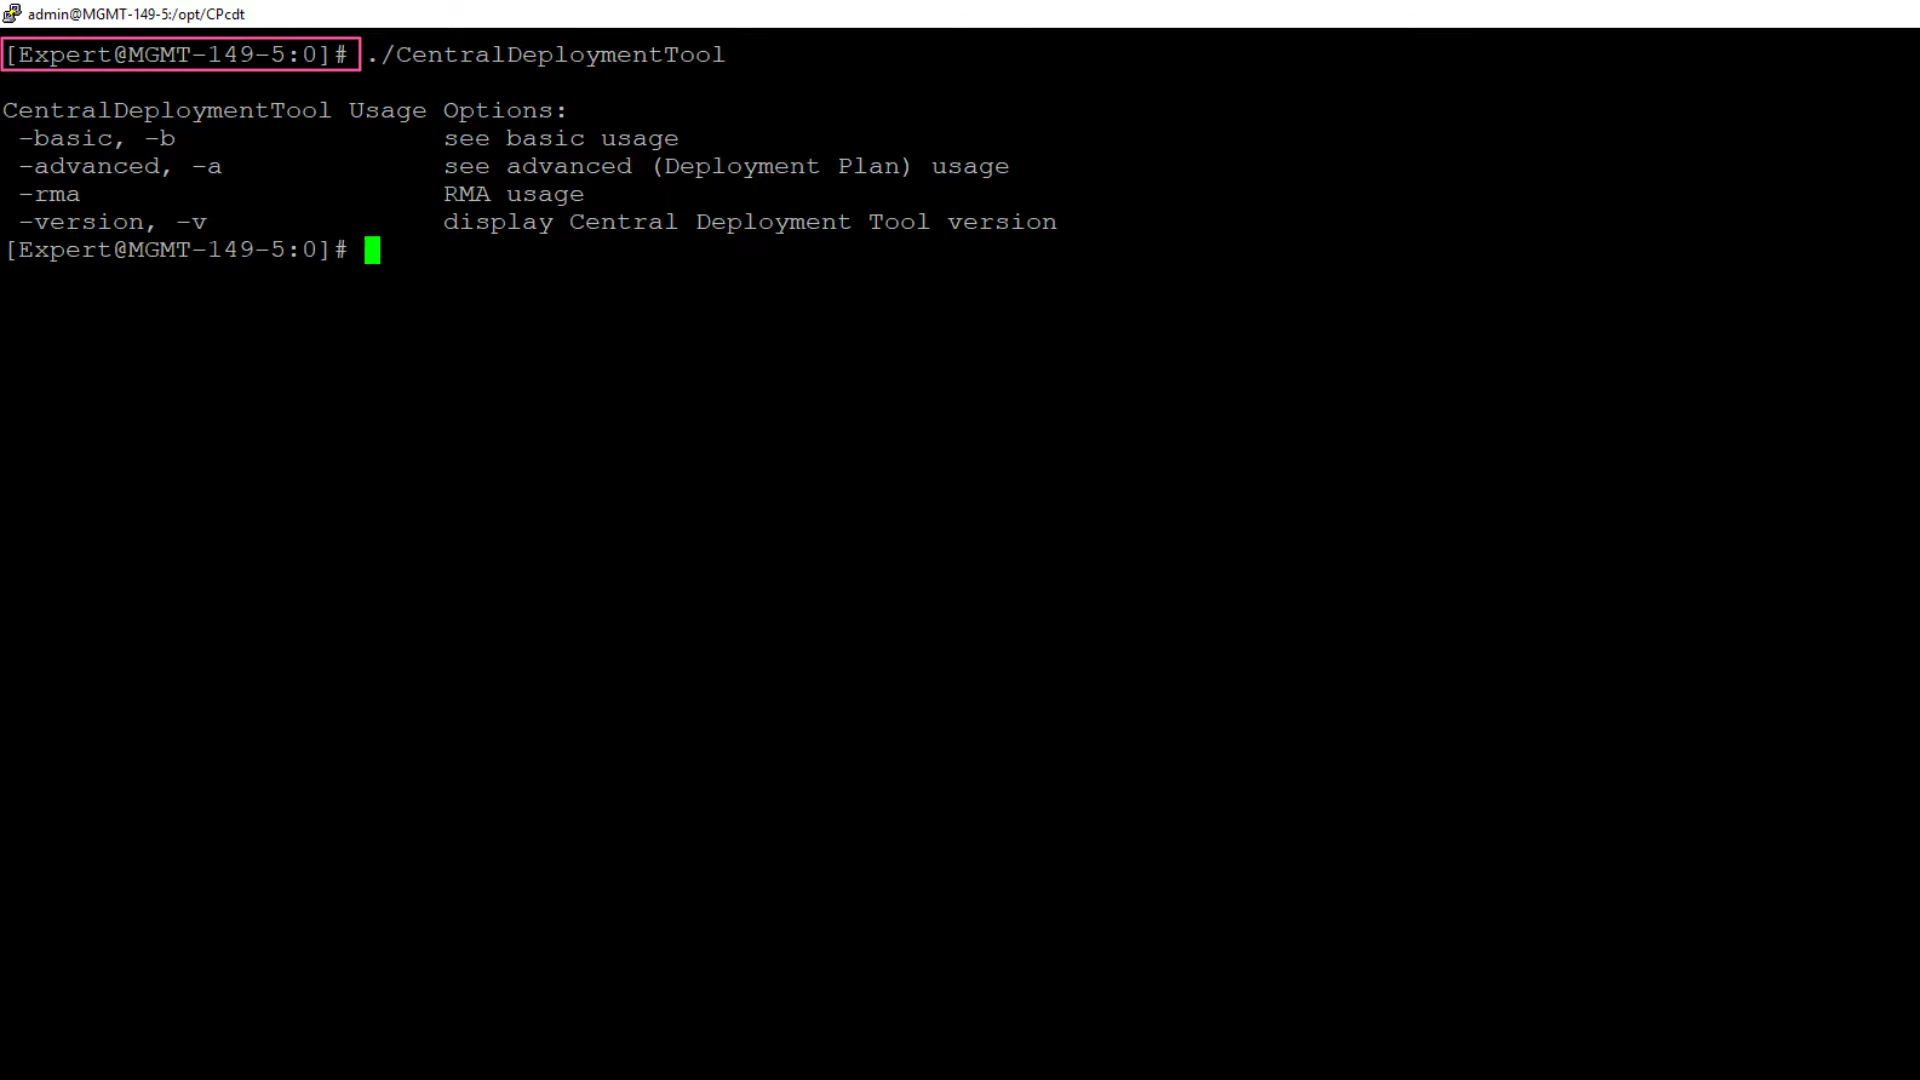 admin@MGMT-149-5:/opt/CPcdt
[Expert@MGMT-149-5:0]# ./CentralDeploymentTool
CentralDeploymentTool Usage Options:
-basic, -b see basic usage
-advanced, -a see advanced (Deployment Plan) usage
-rma RMA usage
-version, -v display Central Deployment Tool version
[Expert@MGMT-149-5:0]#